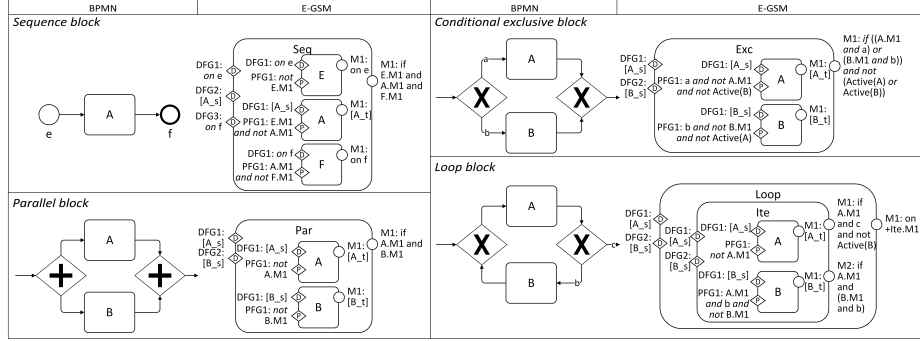 BPMN
E-GSM
BPMN
E-GSM
Sequence block
A
e
f
Seq
DFG1:
on e
DFG2:
[A_s]
DFG3:
on f
D
D
D
DFG1: on e
PFG1: not
E.M1
D
P
E
M1:
on e
DFG1: [A_s]
PFG1: E.M1
and not A.M1
D
P
A
M1:
[A_t]
DFG1: on f
PFG1: A.M1
and not F.M1
D
P
F
M1:
on f
M1: if
E.M1 and
A.M1 and
F.M1
Parallel block
A
B
Par
DFG1:
[A_s]
DFG2:
[B_s]
D
D
DFG1: [A_s]
PFG1: not
A.M1
D
P
A
M1:
[A_t]
DFG1: [B_s]
PFG1: not
B.M1
D
P
B
M1:
[B_t]
M1: if
A.M1 and
B.M1
Conditional exclusive block
a
A
X
X
b
B
Exc
DFG1:
[A_s]
DFG2:
[B_s]
D
D
DFG1: [A_s]
PFG1: a and not A.M1
and not Active(B)
D
P
A
M1:
[A_t]
DFG1: [B_s]
PFG1: b and not B.M1
and not Active(A)
D
P
B
M1:
[B_t]
M1: if ((A.M1
and a) or
(B.M1 and b))
and not
(Active(A) or
Active(B))
Loop block
A
X
X
c
b
B
Loop
Ite
DFG1:
[A_s]
DFG2:
[B_s]
D
D
DFG1:
[A_s]
DFG2:
[B_s]
D
D
DFG1: [A_s]
PFG1:
not A.M1
D
P
A
M1:
[A_t]
DFG1: [B_s]
PFG1: A.M1
and b and
not B.M1
D
P
B
M1:
[B_t]
M1: if
A.M1
and c
and not
Active(B)
M2: if
A.M1
and
(B.M1
and b)
M1: on
+Ite.M1